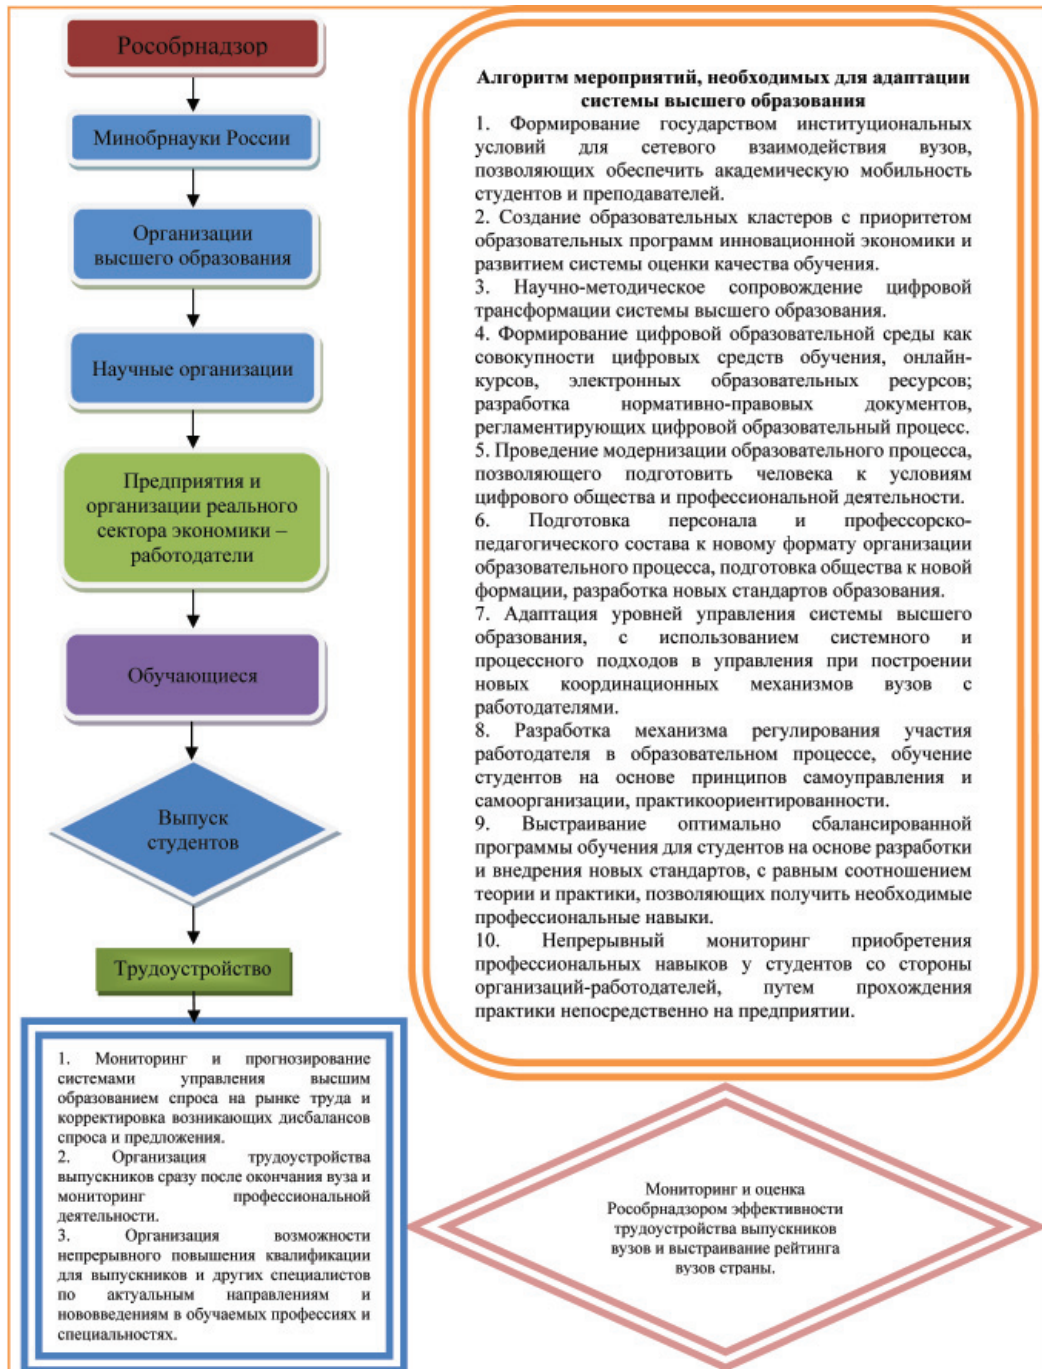 Рособрнадзор
Минобрнауки России
Организации
высшего образования
Научные организации
Предприятия и
организации реального
сектора экономики –
работодатели
Обучающиеся
Выпуск
студентов
Трудоустройство
1. Мониторинг и прогнозирование
системами управления высшим
образованием спроса на рынке труда и
корректировка возникающих дисбалансов
спроса и предложения.
2. Организация трудоустройства
выпускников сразу после окончания вуза и
мониторинг профессиональной
деятельности.
3. Организация возможности
непрерывного повышения квалификации
для выпускников и других специалистов
по актуальным направлениям и
нововведениям в обучаемых профессиях и
специальностях.
Алгоритм мероприятий, необходимых для адаптации
системы высшего образования
1. Формирование государством институциональных
условий для сетевого взаимодействия вузов,
позволяющих обеспечить академическую мобильность
студентов и преподавателей.
2. Создание образовательных кластеров с приоритетом
образовательных программ инновационной экономики и
развитием системы оценки качества обучения.
3. Научно-методическое сопровождение цифровой
трансформации системы высшего образования.
4. Формирование цифровой образовательной среды как
совокупности цифровых средств обучения, онлайн-
курсов, электронных образовательных ресурсов;
разработка нормативно-правовых документов,
регламентирующих цифровой образовательный процесс.
5. Проведение модернизации образовательного процесса,
позволяющего подготовить человека к условиям
цифрового общества и профессиональной деятельности.
6. Подготовка персонала и профессорско-
педагогического состава к новому формату организации
образовательного процесса, подготовка общества к новой
формации, разработка новых стандартов образования.
7. Адаптация уровней управления системы высшего
образования, с использованием системного и
процессного подходов в управления при построении
новых координационных механизмов вузов с
работодателями.
8. Разработка механизма регулирования участия
работодателя в образовательном процессе, обучение
студентов на основе принципов самоуправления и
самоорганизации, практикоориентированности.
9. Выстраивание оптимально сбалансированной
программы обучения для студентов на основе разработки
и внедрения новых стандартов, с равным соотношением
теории и практики, позволяющих получить необходимые
профессиональные навыки.
10. Непрерывный мониторинг приобретения
профессиональных навыков у студентов со стороны
организаций-работодателей, путем прохождения
практики непосредственно на предприятии.
Мониторинг и оценка
Рособрнадзором эффективности
трудоустройства выпускников
вузов и выстраивание рейтинга
вузов страны.